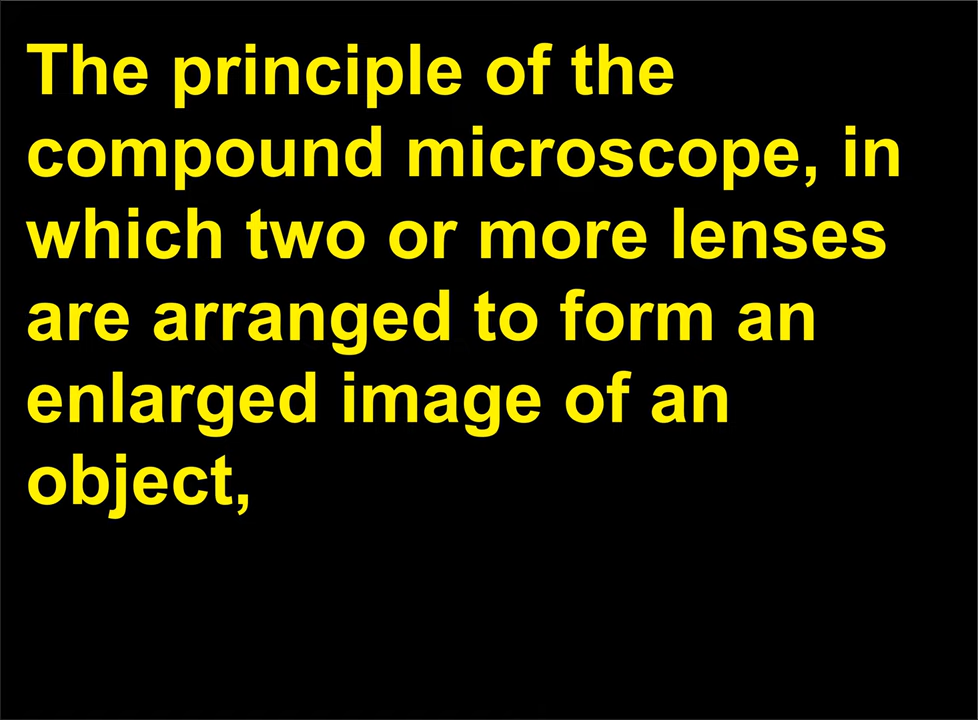 The principle of the
compound microscope, in
which two or more lenses
are arranged to form an
enlarged image of an
object,